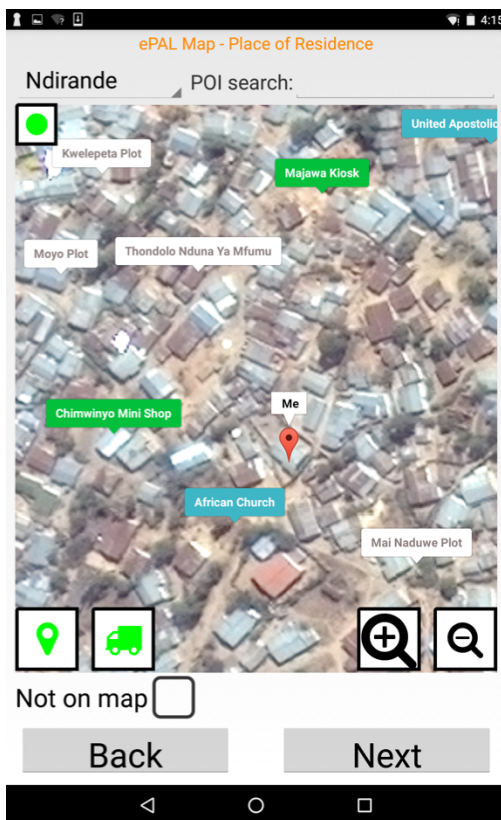 4:15
ePAL Map - Place of Residence
Ndirande
POI search:
United Apostolic
Kwelepeta Plot
Majawa Kiosk
Moyo Plot
Thondolo Nduna Ya Mfumu
Me
Chimwinyo Mini Shop
African Church
Mai Naduwe Plot
Not on map
Back
Next